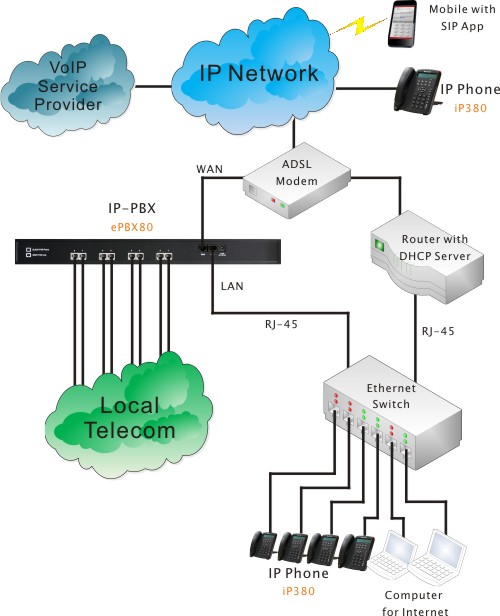 Mobile with
SIP App
VoIP
Service
Provider
IP Network
IP Phone
iP380
ADSL
Modem
WAN
IP-PBX
ePBX80
Router with
DHCP Server
LAN
RJ-45
RJ-45
Ethernet
Switch
Local
Telecom
IP Phone
iP380
Computer
for Internet